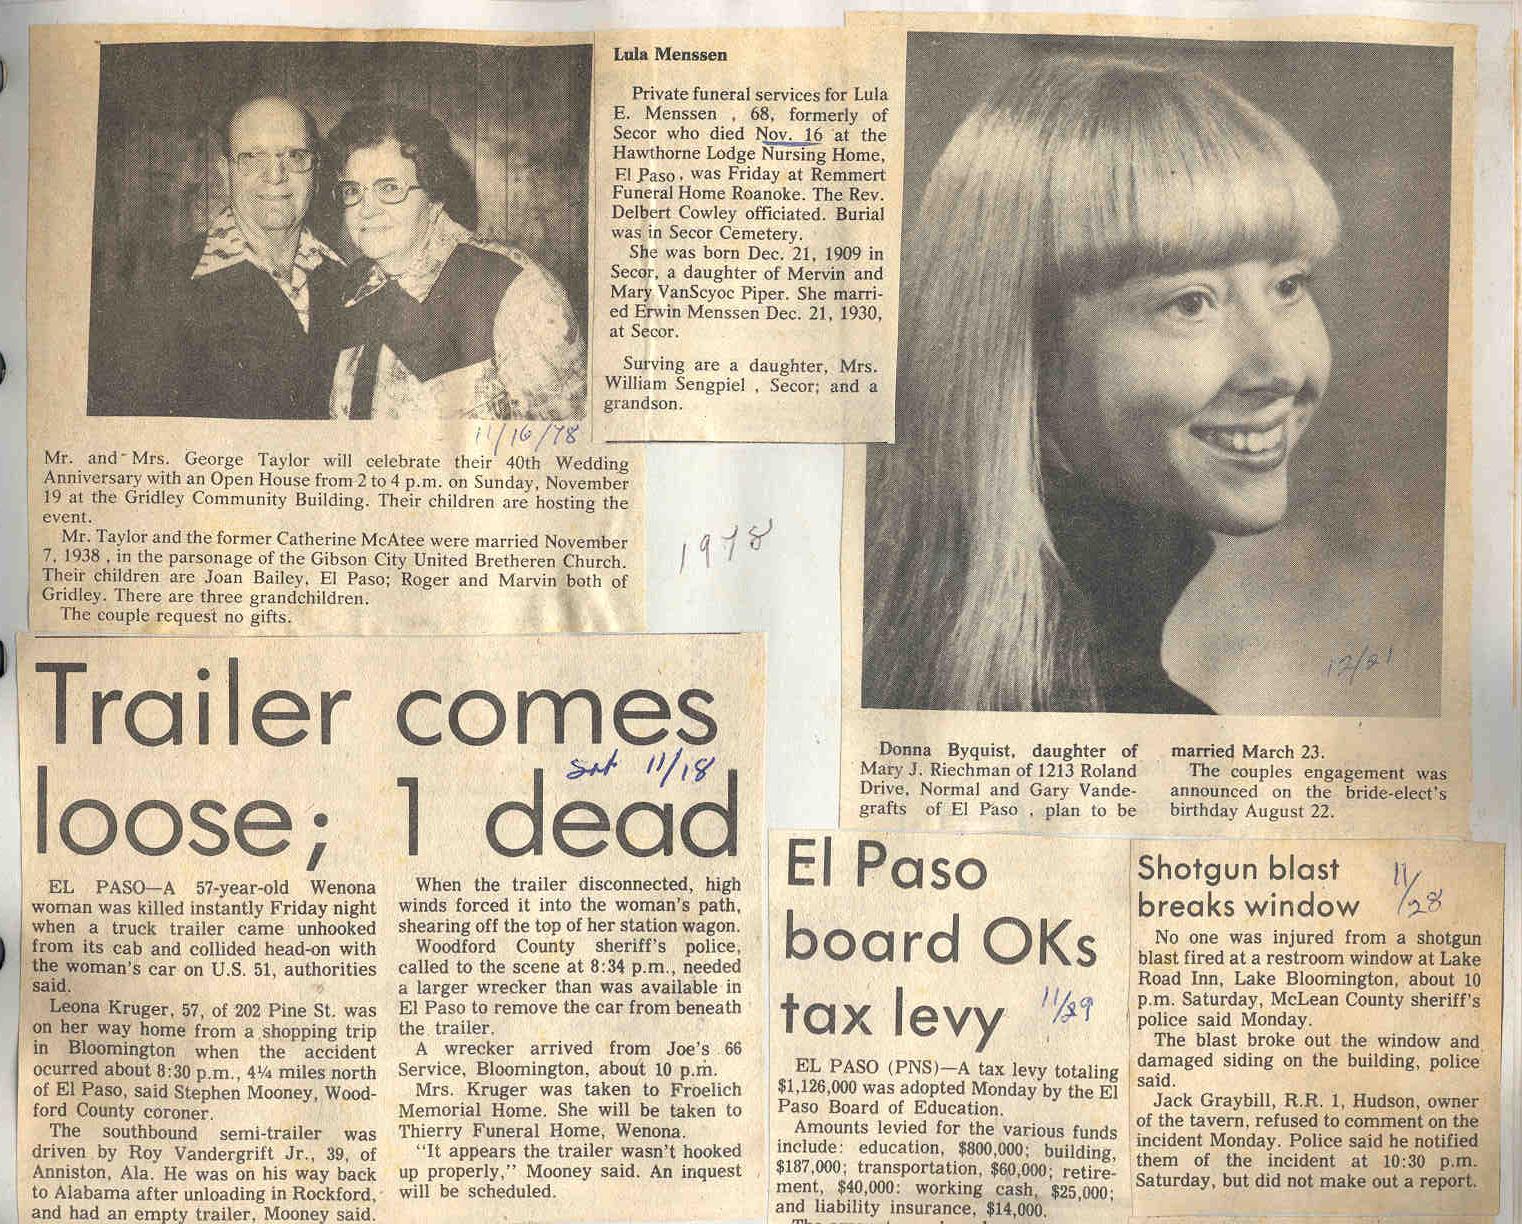 11/16/78
Mr. and Mrs. George Taylor will celebrate their 40th Wedding
Anniversary with an Open House from 2 to 4 p.m. on Sunday, November
19 at the Gridley Community Building. Their children are hosting the
event.
Mr. Taylor and the former Catherine McAtee were married November
7, 1938 , in the parsonage of the Gibson City United Bretheren Church.
Their children are Joan Bailey, El Paso; Roger and Marvin both of
Gridley. There are three grandchildren.
The couple request no gifts.
Lula Menssen
Private funeral services for Lula
E. Menssen , 68, formerly of
Secor who died Nov. 16 at the
Hawthorne Lodge Nursing Home,
El Paso, was Friday at Remmert
Funeral Home Roanoke. The Rev.
Delbert Cowley officiated. Burial
was in Secor Cemetery.
She was born Dec. 21, 1909 in
Secor, a daughter of Mervin and
Mary VanScyoc Piper. She marri-
ed Erwin Menssen Dec. 21, 1930,
at Secor.
Surving are a daughter, Mrs.
William Sengpiel , Secor; and a
grandson.
1978
12/21
Donna Byquist, daughter of
Mary J. Riechman of 1213 Roland
Drive, Normal and Gary Vande-
grafts of El Paso , plan to be
married March 23.
The couples engagement was
announced on the bride-elect's
birthday August 22.
Trailer comes
loose; 1 dead
Sat 11/18
EL PASO—A 57-year-old Wenona
woman was killed instantly Friday night
when a truck trailer came unhooked
from its cab and collided head-on with
the woman's car on U.S. 51, authorities
said.
Leona Kruger, 57, of 202 Pine St. was
on her way home from a shopping trip
in Bloomington when the accident
ocurred about 8:30 p.m., 4¼ miles north
of El Paso, said Stephen Mooney, Wood-
ford County coroner.
The southbound semi-trailer was
driven by Roy Vandergrift Jr., 39, of
Anniston, Ala. He was on his way back
to Alabama after unloading in Rockford,
and had an empty trailer, Mooney said.
When the trailer disconnected, high
winds forced it into the woman's path,
shearing off the top of her station wagon.
Woodford County sheriff's police,
called to the scene at 8:34 p.m., needed
a larger wrecker than was available in
El Paso to remove the car from beneath
the trailer.
A wrecker arrived from Joe's 66
Service, Bloomington, about 10 p.m.
Mrs. Kruger was taken to Froelich
Memorial Home. She will be taken to
Thierry Funeral Home, Wenona.
"It appears the trailer wasn't hooked
up properly," Mooney said. An inquest
will be scheduled.
El Paso
board OKs
tax levy
11/29
EL PASO (PNS)—A tax levy totaling
$1,126,000 was adopted Monday by the El
Paso Board of Education.
Amounts levied for the various funds
include: education, $800,000; building,
$187,000; transportation, $60,000; retire-
ment, $40,000: working cash, $25,000;
and liability insurance, $14,000.
Shotgun blast
breaks window
11/28
No one was injured from a shotgun
blast fired at a restroom window at Lake
Road Inn, Lake Bloomington, about 10
p.m. Saturday, McLean County sheriff's
police said Monday.
The blast broke out the window and
damaged siding on the building, police
said.
Jack Graybill, R.R. 1, Hudson, owner
of the tavern, refused to comment on the
incident Monday. Police said he notified
them of the incident at 10:30 p.m.
Saturday, but did not make out a report.